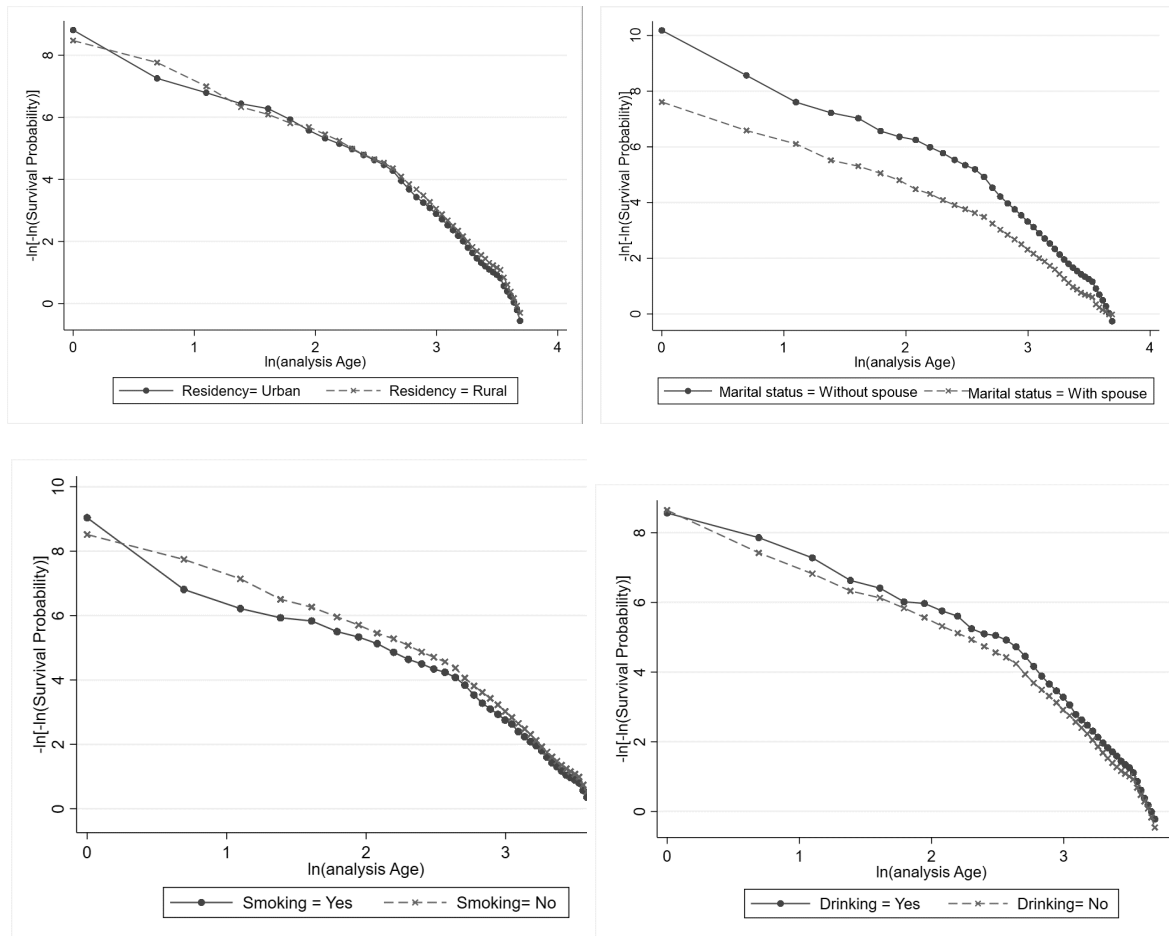 -ln[-ln(Survival Probability)]
8
6
4
2
0
0 1 2 3 4
ln(analysis Age)
Residency= Urban Residency = Rural
-ln[-ln(Survival Probability)]
10
8
6
4
2
0
0 1 2 3 4
ln(analysis Age)
Marital status = Without spouse Marital status = With spouse
-ln[-ln(Survival Probability)]
10
8
6
4
2
0
0 1 2 3
ln(analysis Age)
Smoking = Yes Smoking= No
-ln[-ln(Survival Probability)]
8
6
4
2
0
0 1 2 3
ln(analysis Age)
Drinking = Yes Drinking= No